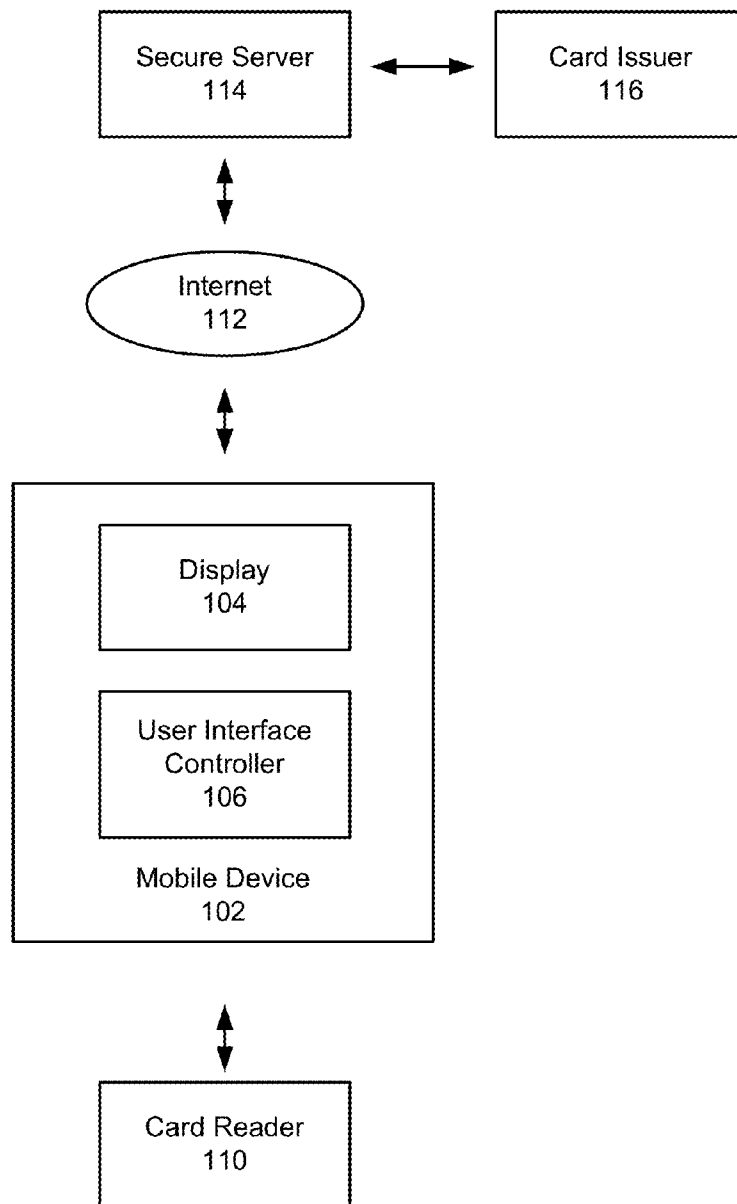 Secure Server
114
Card Issuer
116
Internet
112
Display
104
User Interface
Controller
106
Mobile Device
102
Card Reader
110